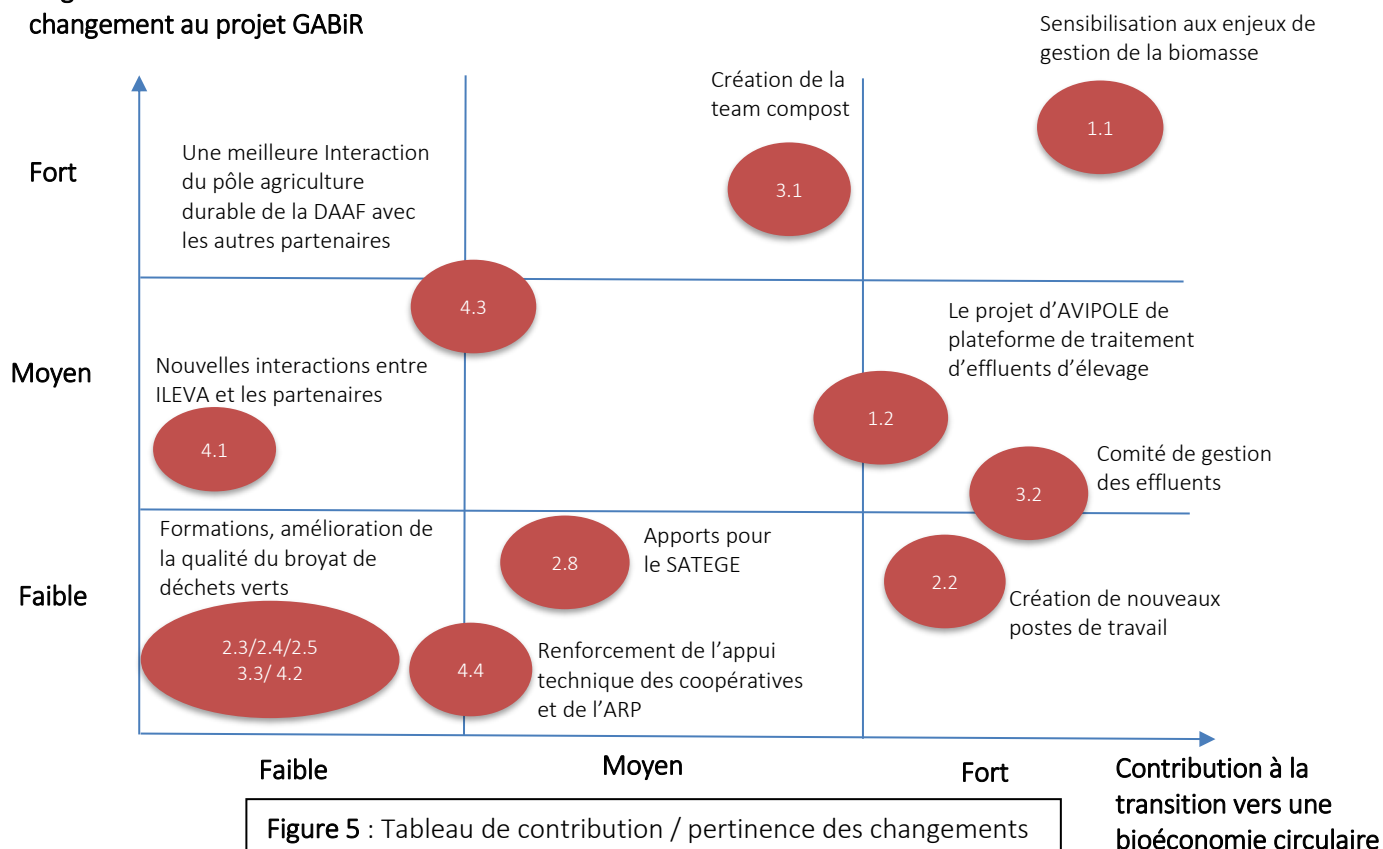 changement au projet GABiR
Sensibilisation aux enjeux de
gestion de la biomasse
1.1
Création de la
team compost
3.1
Fort
Une meilleure Interaction
du pôle agriculture
durable de la DAAF avec
les autres partenaires
4.3
Moyen
Nouvelles interactions entre
ILEVA et les partenaires
4.1
Le projet d’AVIPOLE de
plateforme de traitement
d’effluents d’élevage
1.2
Comité de gestion
des effluents
3.2
Faible
Formations, amélioration de
la qualité du broyat de
déchets verts
2.3/2.4/2.5
3.3/ 4.2
2.8
Apports pour
le SATEGE
4.4
Renforcement de l’appui
technique des coopératives
et de l’ARP
2.2
Création de nouveaux
postes de travail
Faible
Moyen
Fort
Contribution à la
transition vers une
bioéconomie circulaire
Figure 5 : Tableau de contribution / pertinence des changements